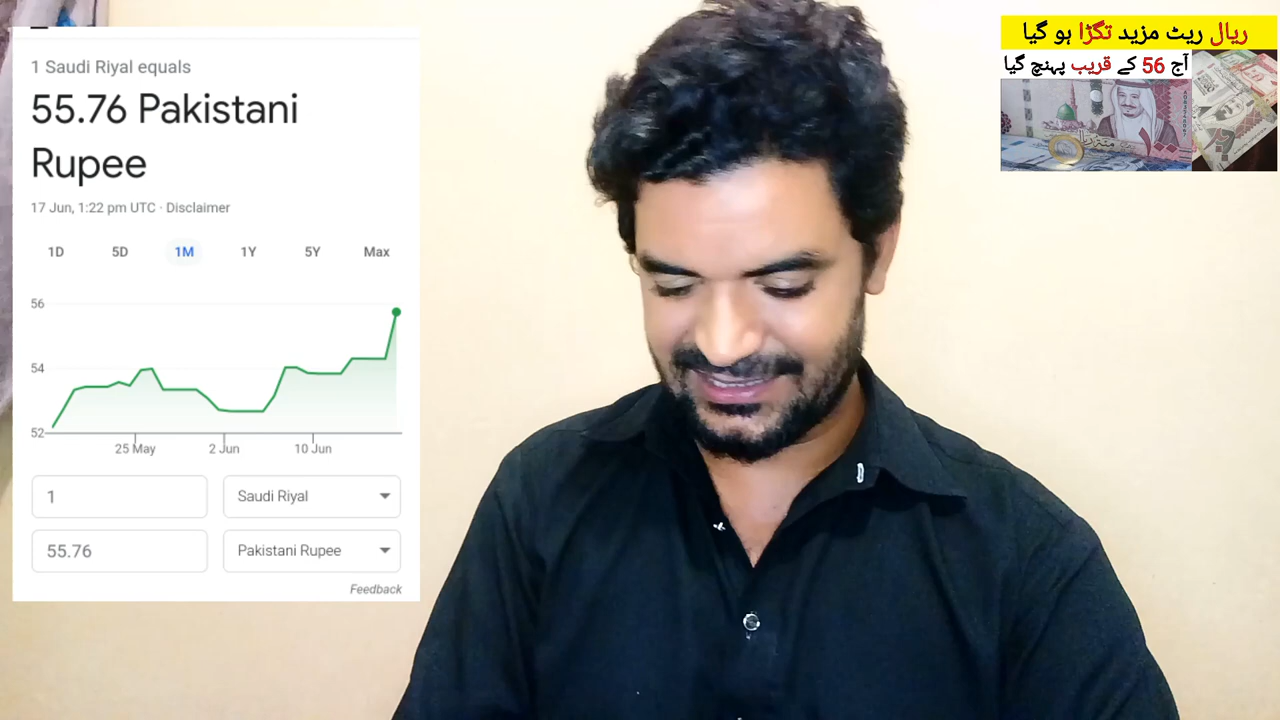 1 Saudi Riyal equals
55.76 Pakistani
Rupee
17 Jun, 1:22 pm UTC · Disclaimer
1D 5D 1M 1Y 5Y Max
56
54
52
25 May 2 Jun 10 Jun
1 Saudi Riyal
55.76 Pakistani Rupee
Feedback
ریال ریٹ مزید تگڑا ہو گیا
آج 56 کے قریب پہنچ گیا